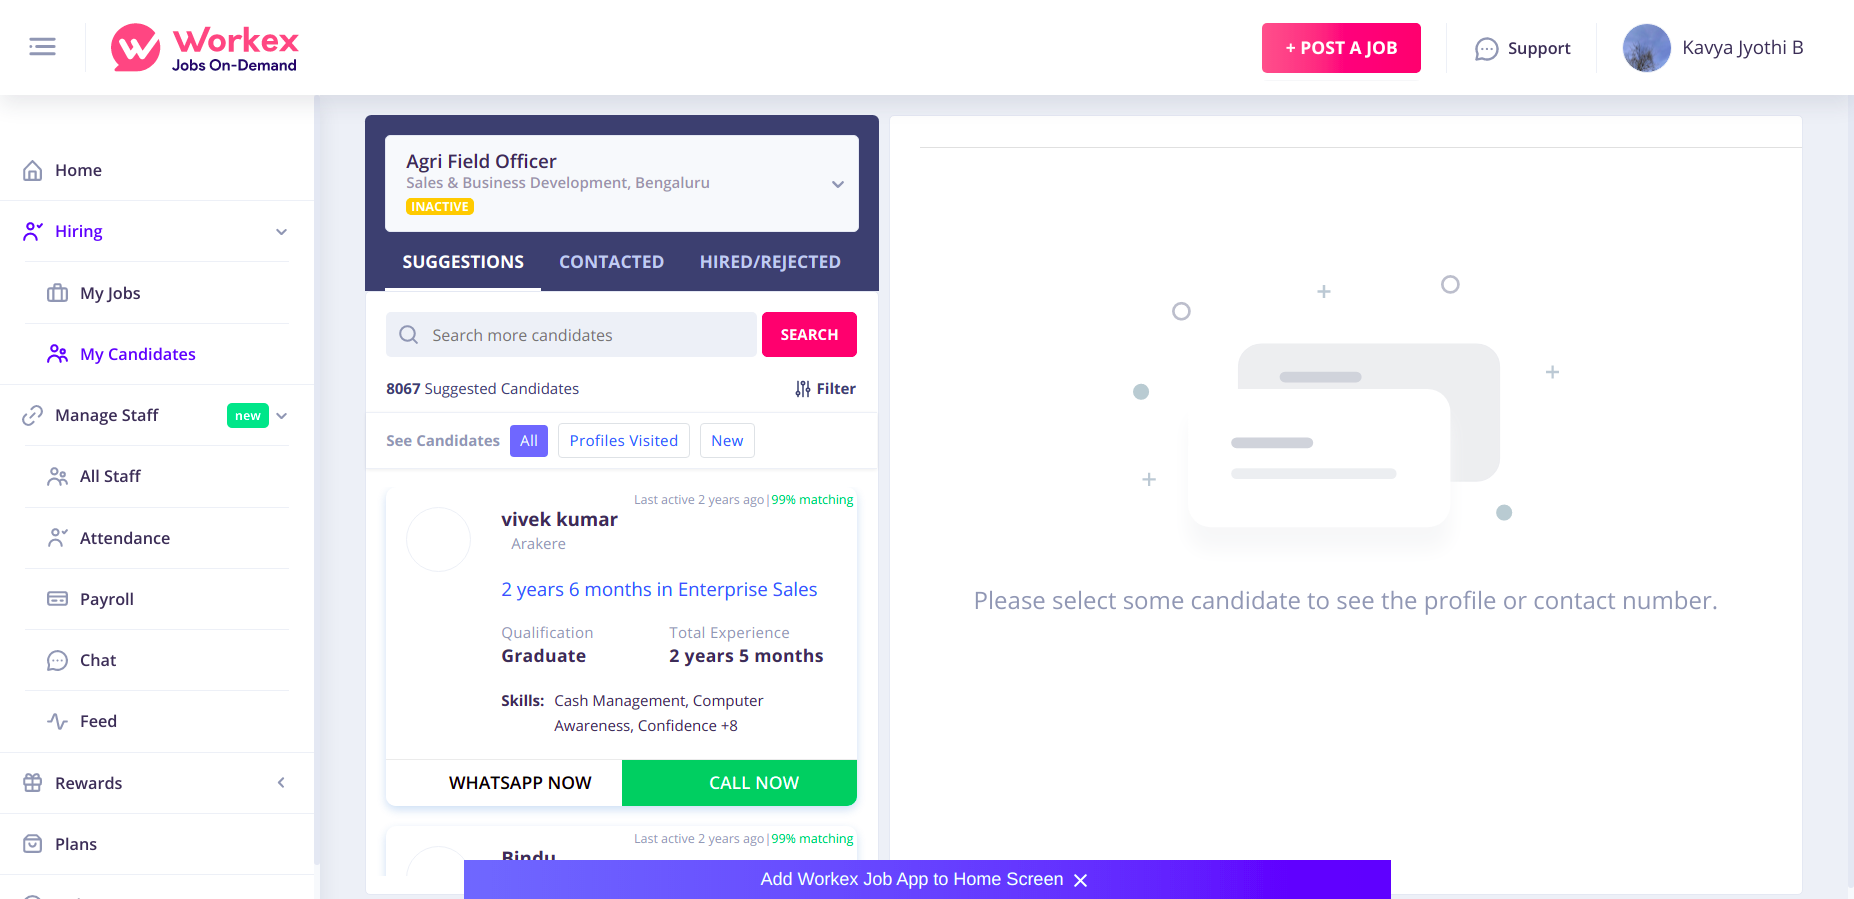 Workex
Jobs On-Demand
+ POST A JOB
Support
Kavya Jyothi B
Home
Hiring
My Jobs
My Candidates
Manage Staff
new
All Staff
Attendance
Payroll
Chat
Feed
Rewards
Plans
Agri Field Officer
Sales & Business Development, Bengaluru
INACTIVE
SUGGESTIONS CONTACTED HIRED/REJECTED
Search more candidates
SEARCH
8067 Suggested Candidates
Filter
See Candidates All Profiles Visited New
Last active 2 years ago|99% matching
vivek kumar
Arakere
2 years 6 months in Enterprise Sales
Qualification Total Experience
Graduate 2 years 5 months
Skills: Cash Management, Computer
Awareness, Confidence +8
WHATSAPP NOW CALL NOW
Last active 2 years ago|99% matching
Bindu
Please select some candidate to see the profile or contact number.
Add Workex Job App to Home Screen